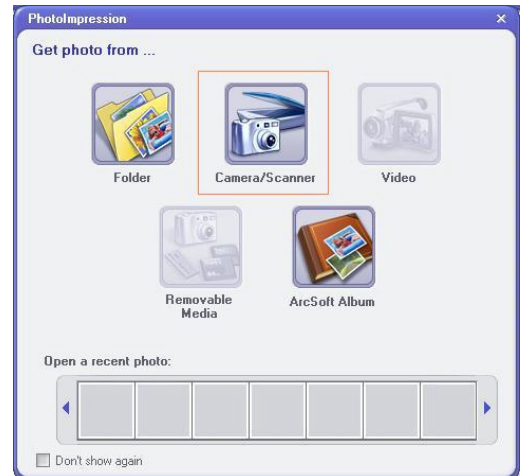 PhotoImpression
Get photo from ...
Folder
Camera/Scanner
Video
Removable
Media
ArcSoft Album
Open a recent photo:
Don't show again